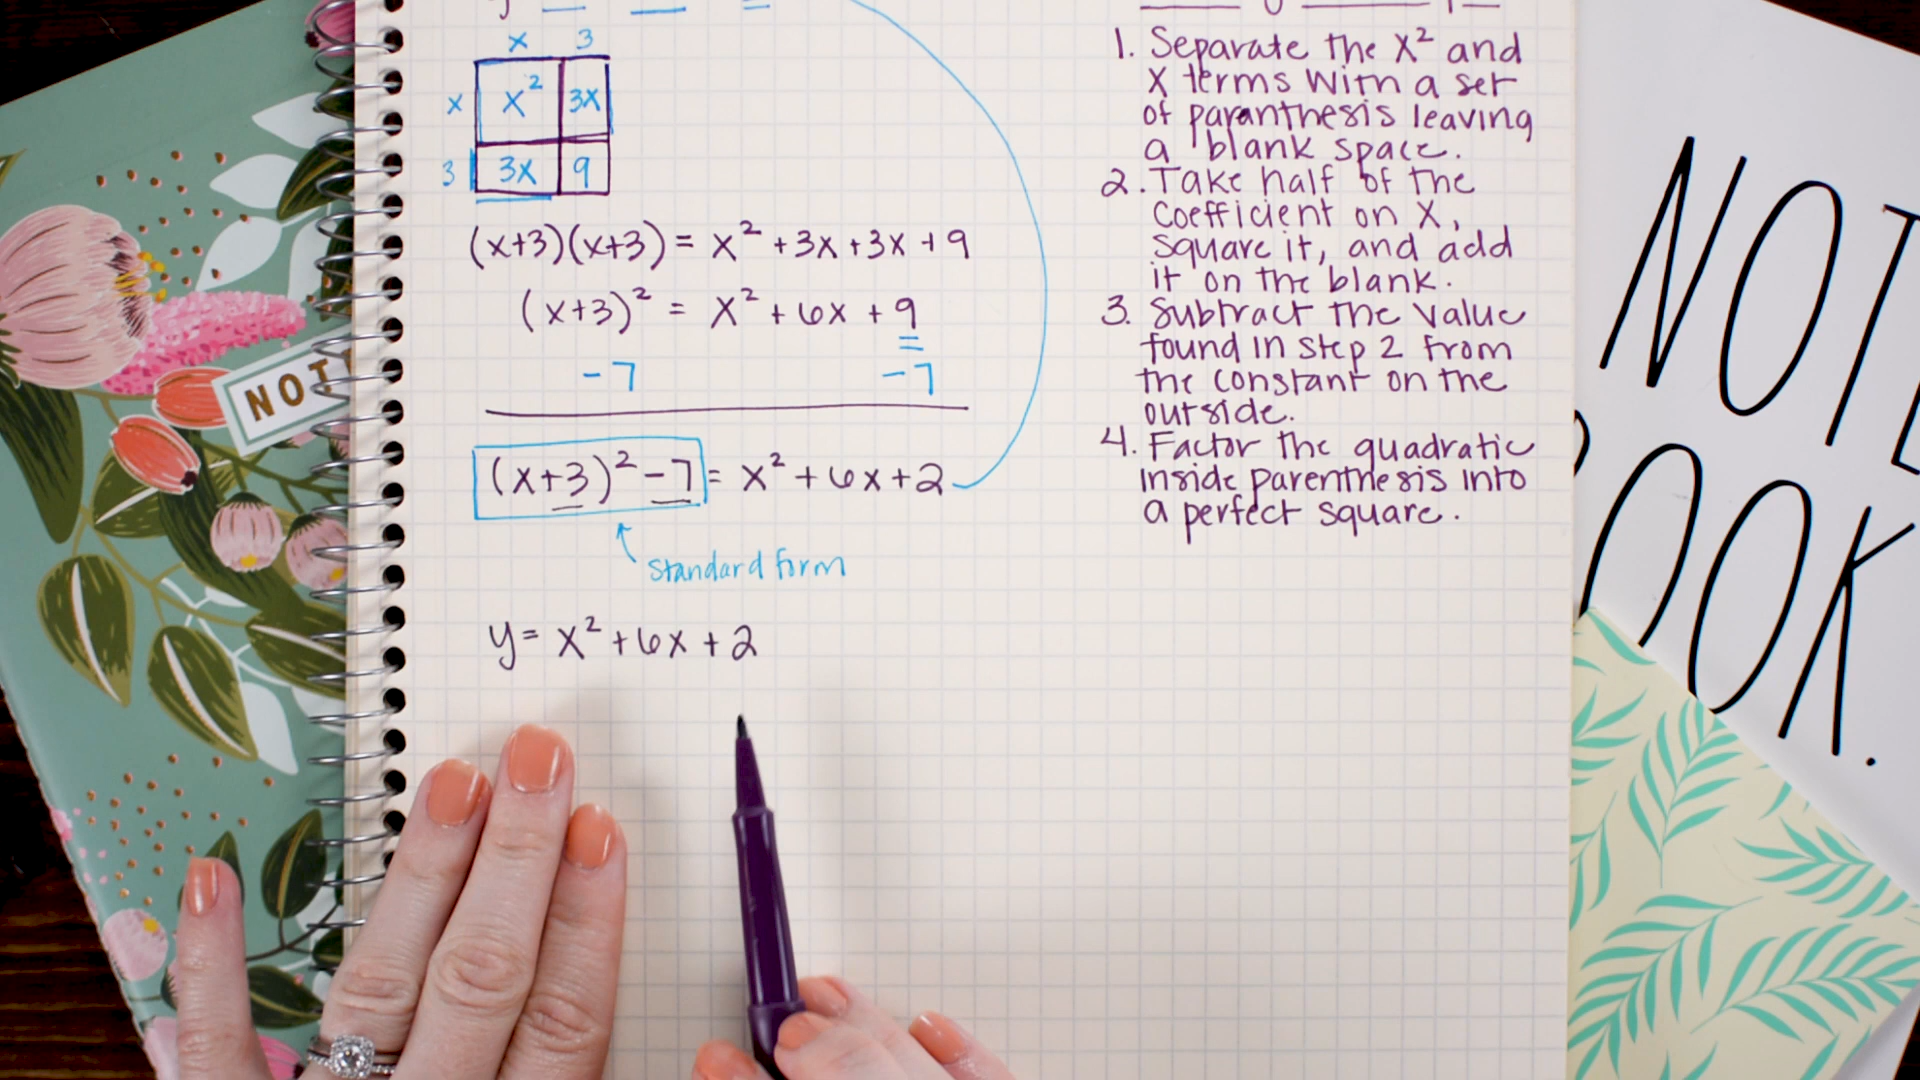 x 3
x x² 3x
3 3x 9
(x+3)(x+3) = x² + 3x + 3x + 9
(x+3)² = x² + 6x + 9
-7 -7
(x+3)² - 7 = x² + 6x + 2
Standard form
y = x² + 6x + 2
1. Separate the x² and
x terms with a set
of paranthesis leaving
a blank space.
2. Take half of the
coefficient on x,
square it, and add
it on the blank.
3. Subtract the value
found in step 2 from
the constant on the
outside.
4. Factor the quadratic
inside parenthesis into
a perfect square.
NOT
NOTE
OOK.